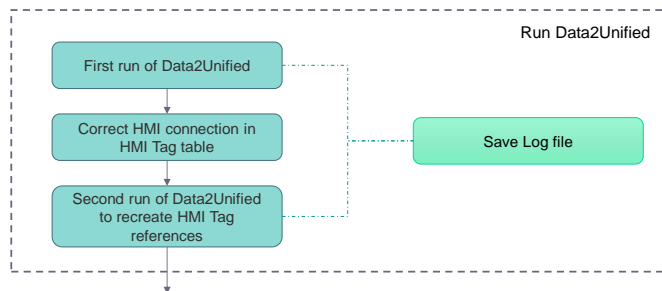 Run Data2Unified
First run of Data2Unified
Correct HMI connection in
HMI Tag table
Save Log file
Second run of Data2Unified
to recreate HMI Tag
references